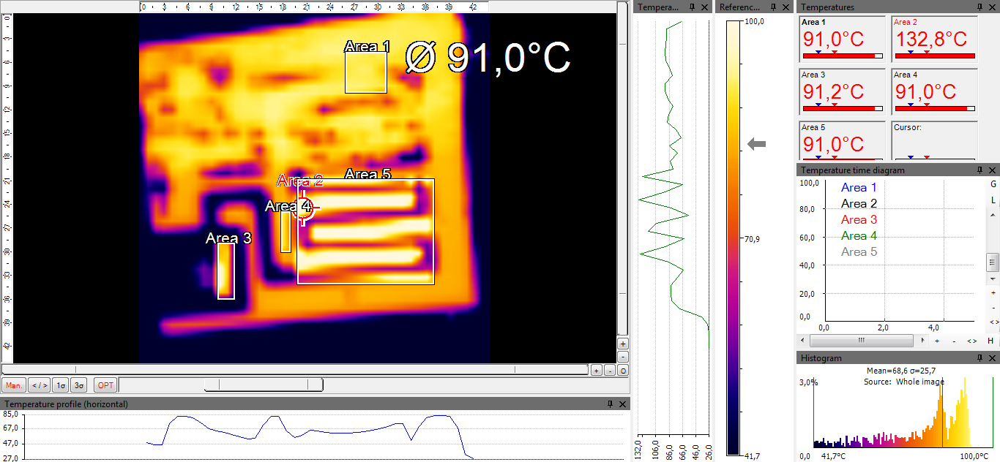 0 3 6 9 12 15 18 21 24 27 30 33 36 39 42
0
3
6
9
12
15
18
21
24
27
30
33
36
39
42
Area 1
Ø 91,0°C
Area 2
Area 5
Area 4
Area 3
+
-
+ - O
Man. < / > 1σ 3σ OPT
Temperature profile (horizontal)
85,0
67,0
47,0
27,0
Tempera...
132,0 106,0 86,0 66,0 46,0 26,0
Referenc...
100,0
70,9
41,7
Temperatures
Area 1
91,0°C
Area 2
132,8°C
Area 3
91,2°C
Area 4
91,0°C
Area 5
91,0°C
Cursor:
Temperature time diagram
100,0
80,0
60,0
40,0
20,0
0,0
Area 1
Area 2
Area 3
Area 4
Area 5
0,0 2,0 4,0
G
L
+
-
< >
+ - < > H
Histogram
Mean=68,6 σ=25,7
Source: Whole image
3,0%
0,0 41,7°C 100,0°C